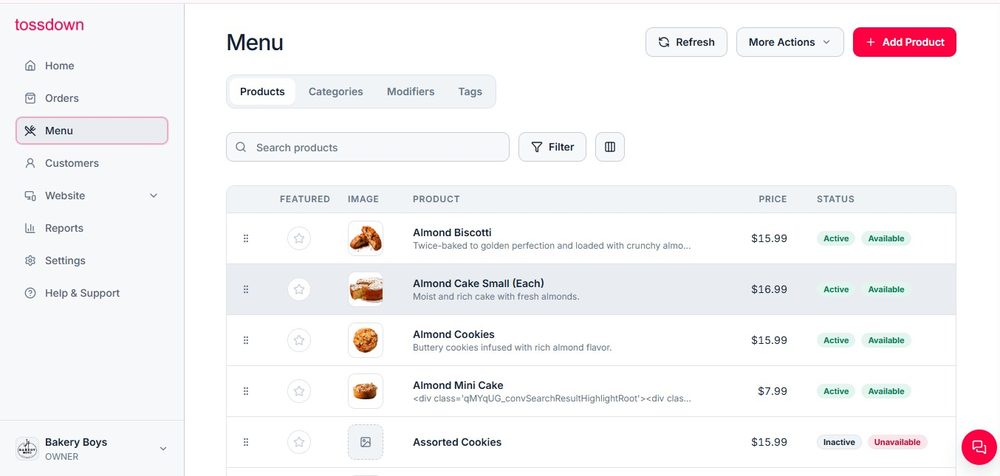 tossdown
Home
Orders
Menu
Customers
Website
Reports
Settings
Help & Support
Bakery Boys
OWNER
Menu
Refresh
More Actions
+ Add Product
Products Categories Modifiers Tags
Search products
Filter
FEATURED IMAGE PRODUCT PRICE STATUS
Almond Biscotti
Twice-baked to golden perfection and loaded with crunchy almo...
$15.99 Active Available
Almond Cake Small (Each)
Moist and rich cake with fresh almonds.
$16.99 Active Available
Almond Cookies
Buttery cookies infused with rich almond flavor.
$15.99 Active Available
Almond Mini Cake
<div class='qMYqUG_convSearchResultHighlightRoot'><div clas...
$7.99 Active Available
Assorted Cookies
$15.99 Inactive Unavailable